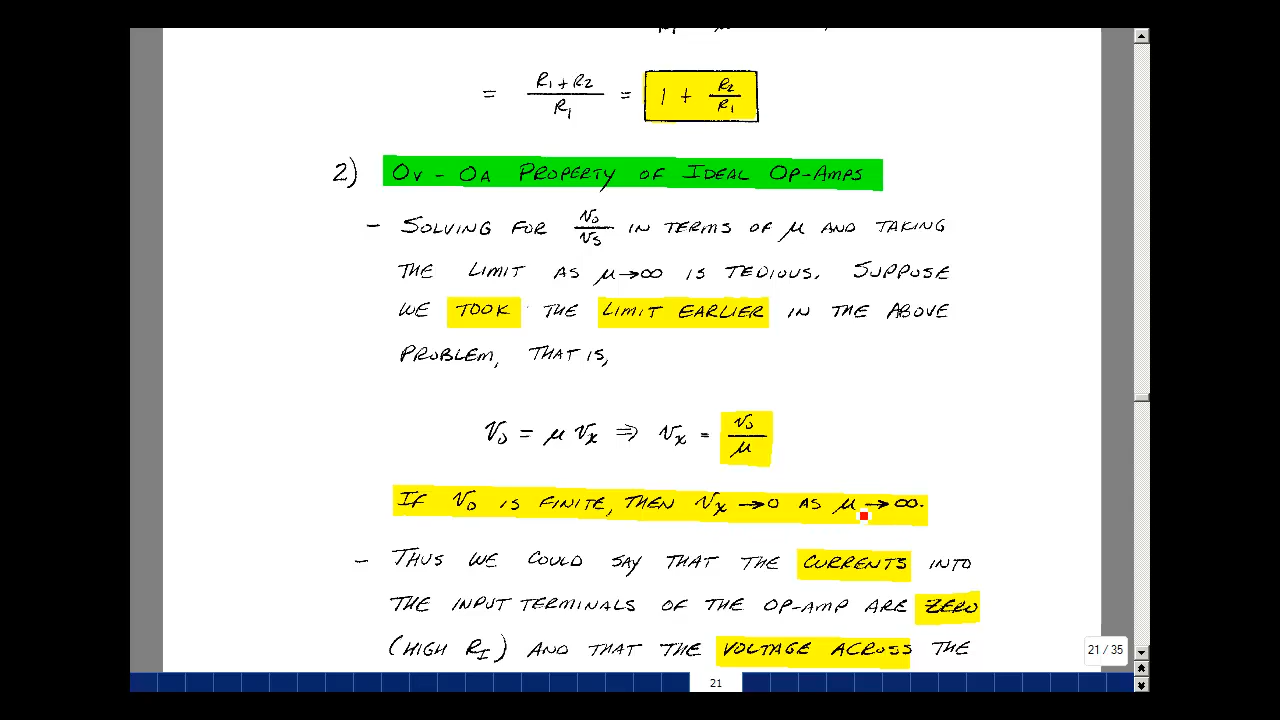 = R1 + R2 / R1 = 1 + R2 / R1
2) 0V - 0A PROPERTY OF IDEAL OP-AMPS
- SOLVING FOR Vo / Vs IN TERMS OF μ AND TAKING
THE LIMIT AS μ→∞ IS TEDIOUS. SUPPOSE
WE TOOK THE LIMIT EARLIER IN THE ABOVE
PROBLEM, THAT IS,
Vo = μ Vx ⇒ Vx = Vo / μ
IF Vo IS FINITE, THEN Vx → 0 AS μ → ∞.
- THUS WE COULD SAY THAT THE CURRENTS INTO
THE INPUT TERMINALS OF THE OP-AMP ARE ZERO
(HIGH RI) AND THAT THE VOLTAGE ACROSS THE
21 / 35
21